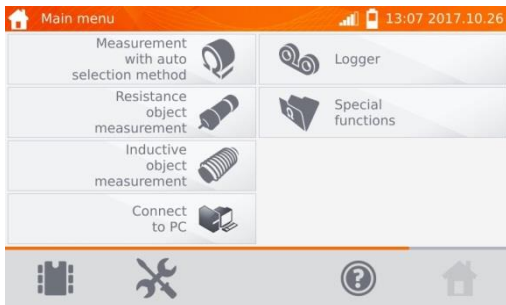 Main menu
13:07 2017.10.26
Measurement
with auto
selection method
Logger
Resistance
object
measurement
Special
functions
Inductive
object
measurement
Connect
to PC
?